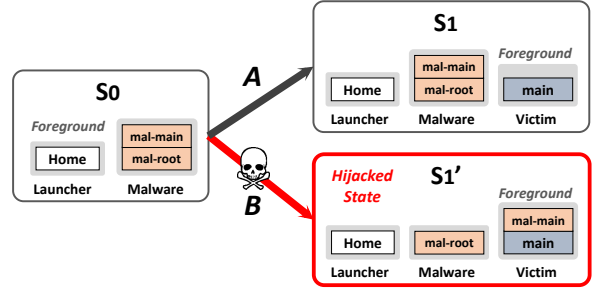 S0
Foreground
Home
mal-main
mal-root
Launcher
Malware
A
B
S1
Foreground
Home
mal-main
mal-root
main
Launcher
Malware
Victim
Hijacked
State
S1’
Foreground
Home
mal-root
mal-main
main
Launcher
Malware
Victim